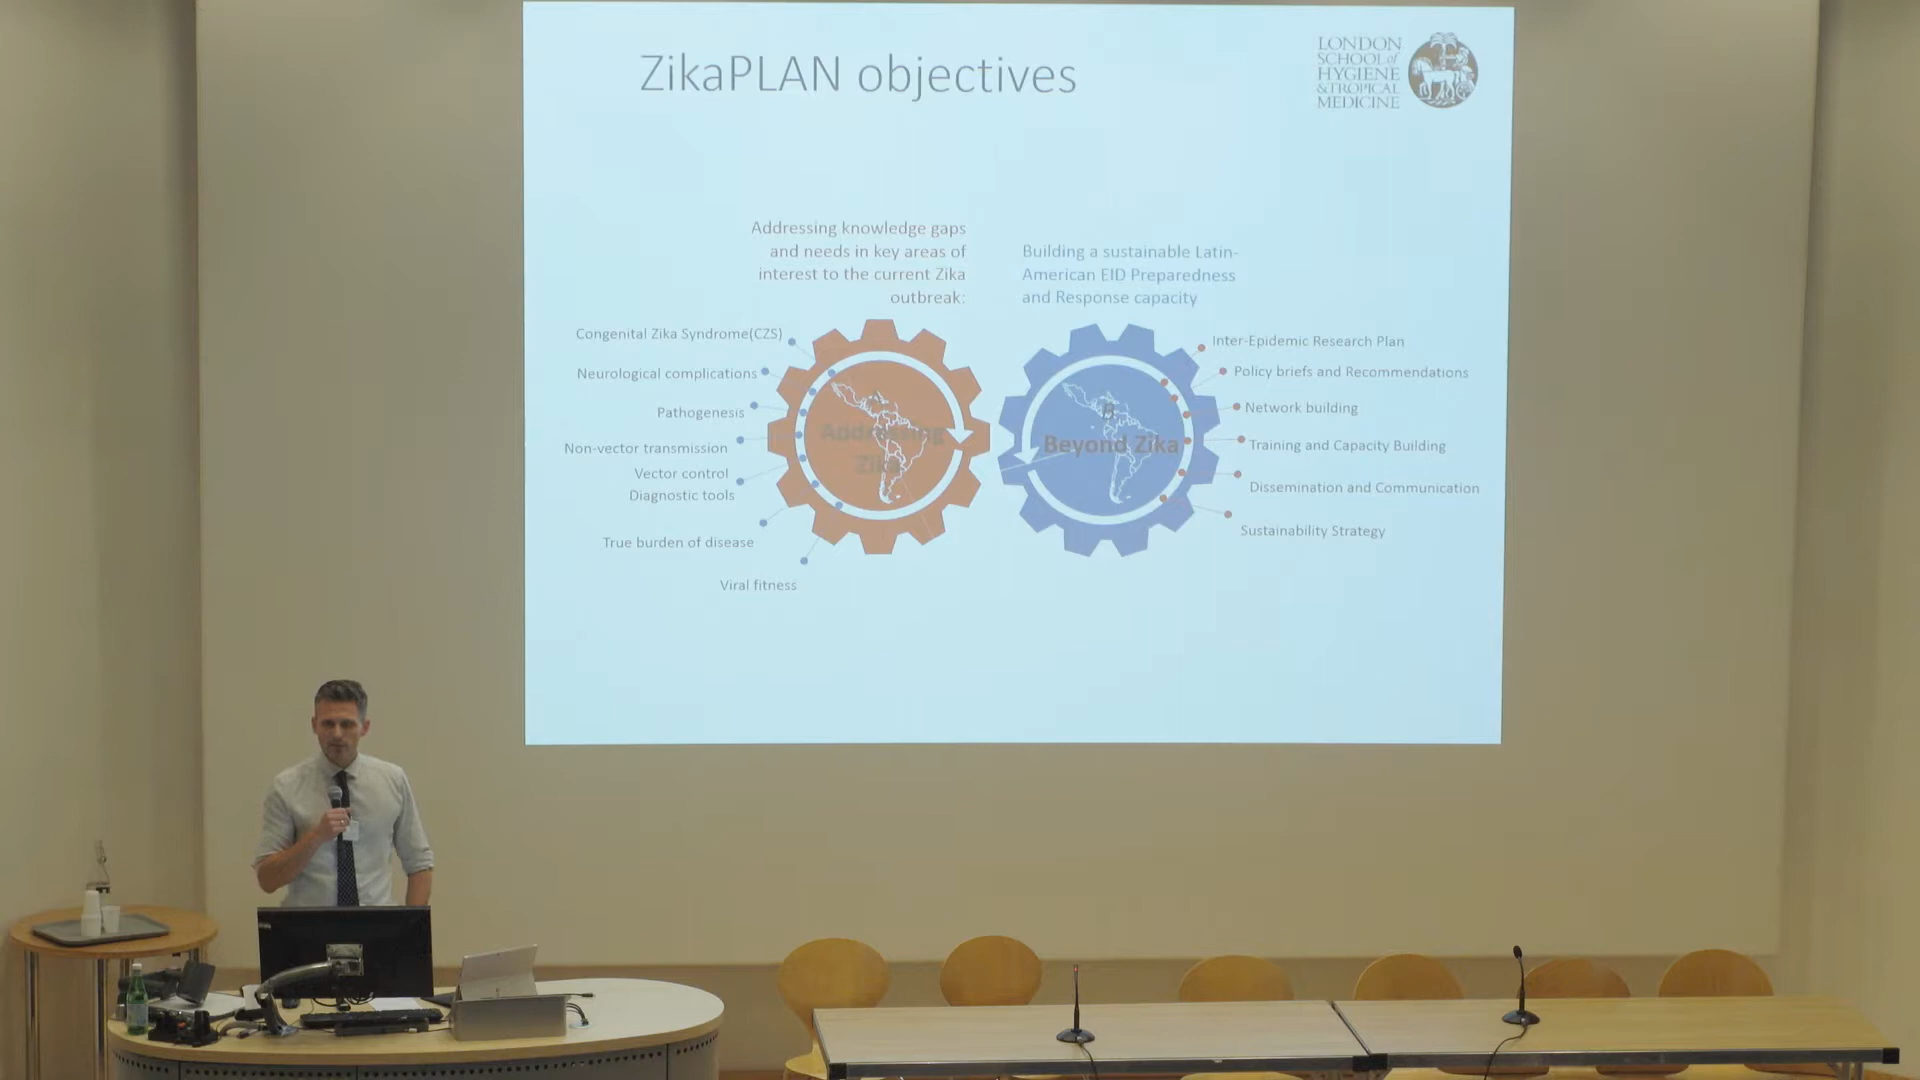 ZikaPLAN objectives
LONDON
SCHOOL of
HYGIENE
& TROPICAL
MEDICINE
Addressing knowledge gaps
and needs in key areas of
interest to the current Zika
outbreak:
Congenital Zika Syndrome(CZS)
Neurological complications
Pathogenesis
Non-vector transmission
Vector control
Diagnostic tools
True burden of disease
Viral fitness
Addressing
Zika
Building a sustainable Latin-
American EID Preparedness
and Response capacity
Beyond Zika
Inter-Epidemic Research Plan
Policy briefs and Recommendations
Network building
Training and Capacity Building
Dissemination and Communication
Sustainability Strategy